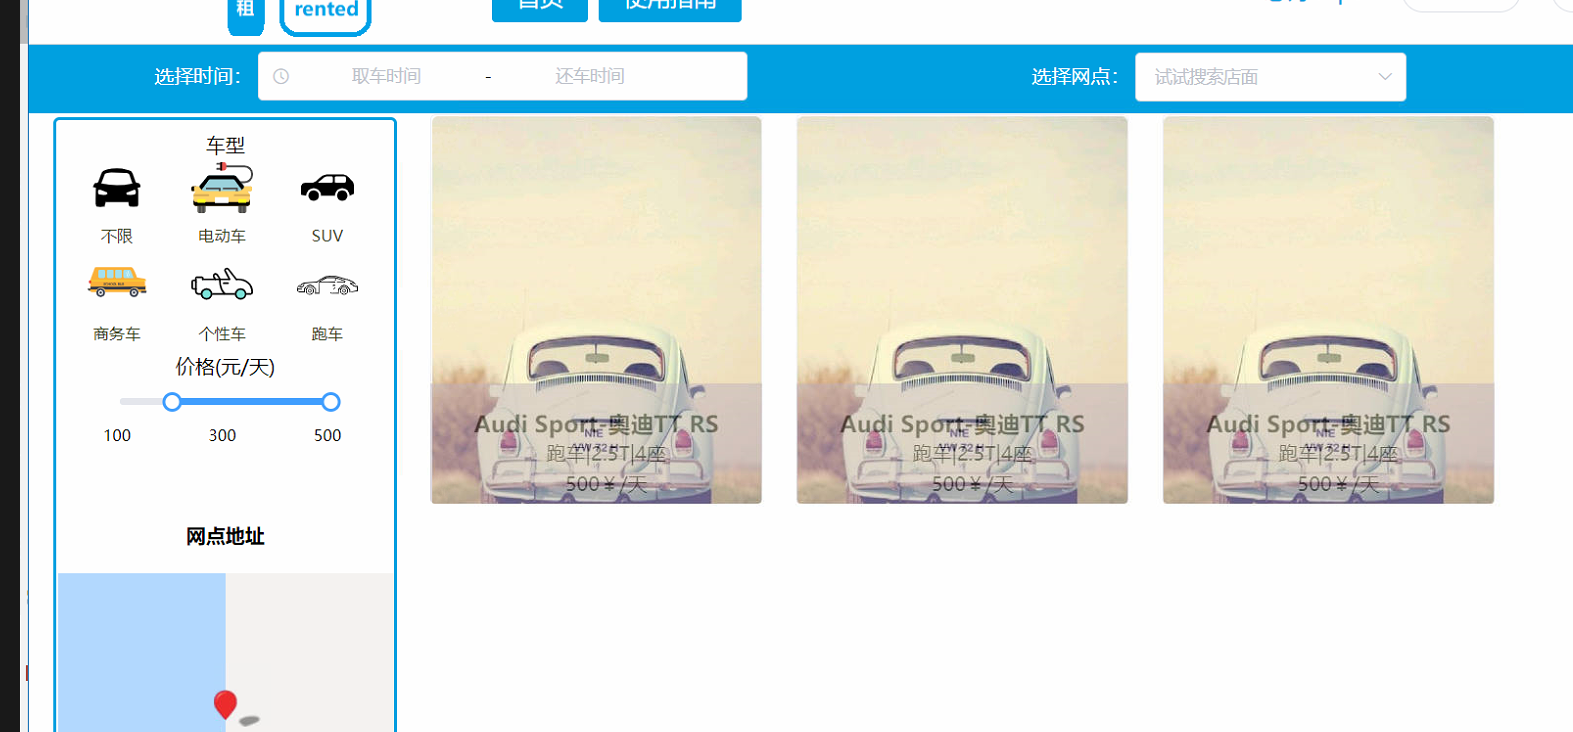 租
rented
首页
使用指南
选择时间：
取车时间
-
还车时间
选择网点：
试试搜索店面
车型
不限
电动车
SUV
商务车
个性车
跑车
价格(元/天)
100
300
500
网点地址
Audi Sport-奥迪TT RS
跑车|2.5T|4座
500￥/天
Audi Sport-奥迪TT RS
跑车|2.5T|4座
500￥/天
Audi Sport-奥迪TT RS
跑车|2.5T|4座
500￥/天